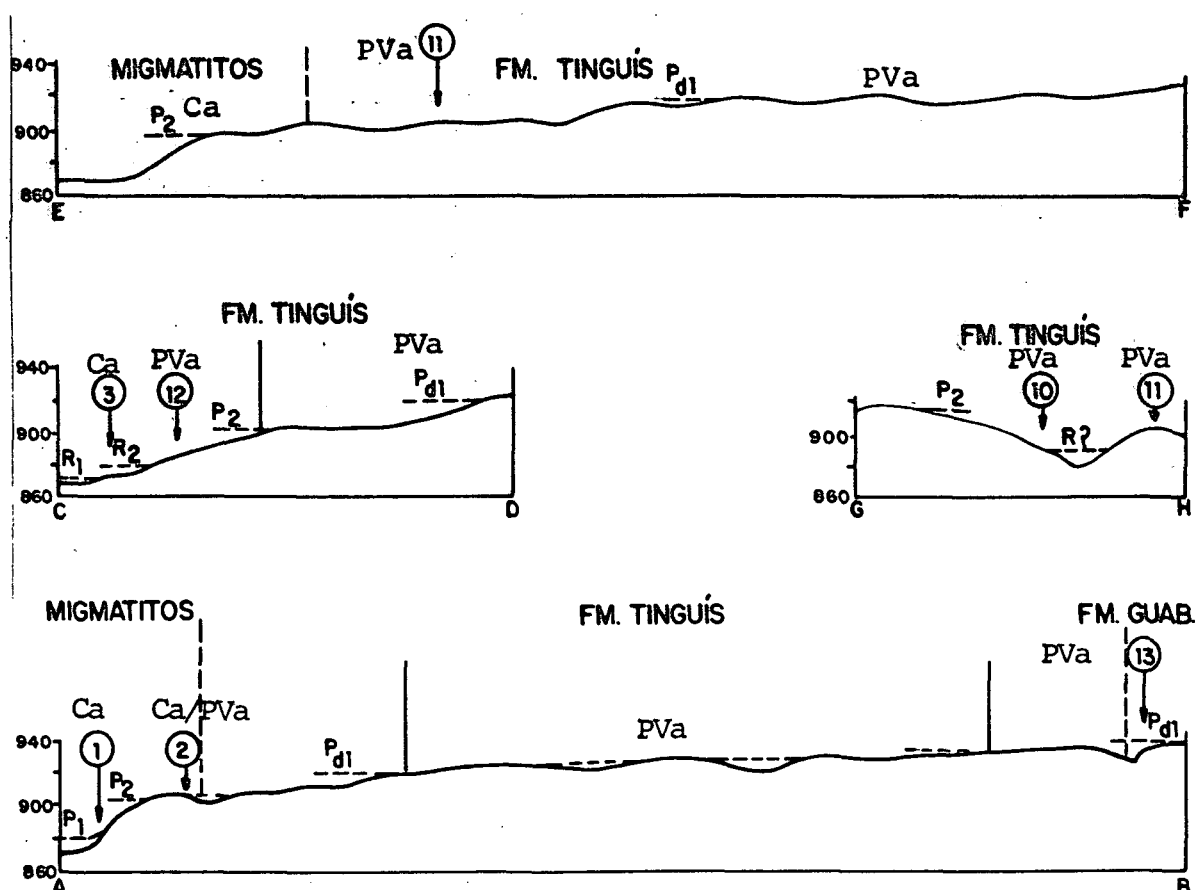 PVa 11
MIGMATITOS FM. TINGUÍS
940 Pd1 PVa
P2 Ca
900
860
E F
FM. TINGUÍS
Ca PVa PVa
940 3 12 Pd1
P2
900
R1 R2
860
C D
FM. TINGUÍS
PVa PVa
P2 10 11
900 R?
860
G H
MIGMATITOS FM. TINGUÍS FM. GUAB.
PVa 13
Ca Ca/PVa PVa
940 1 2 Pd1 Pd1
P2
900
P1
860
A B